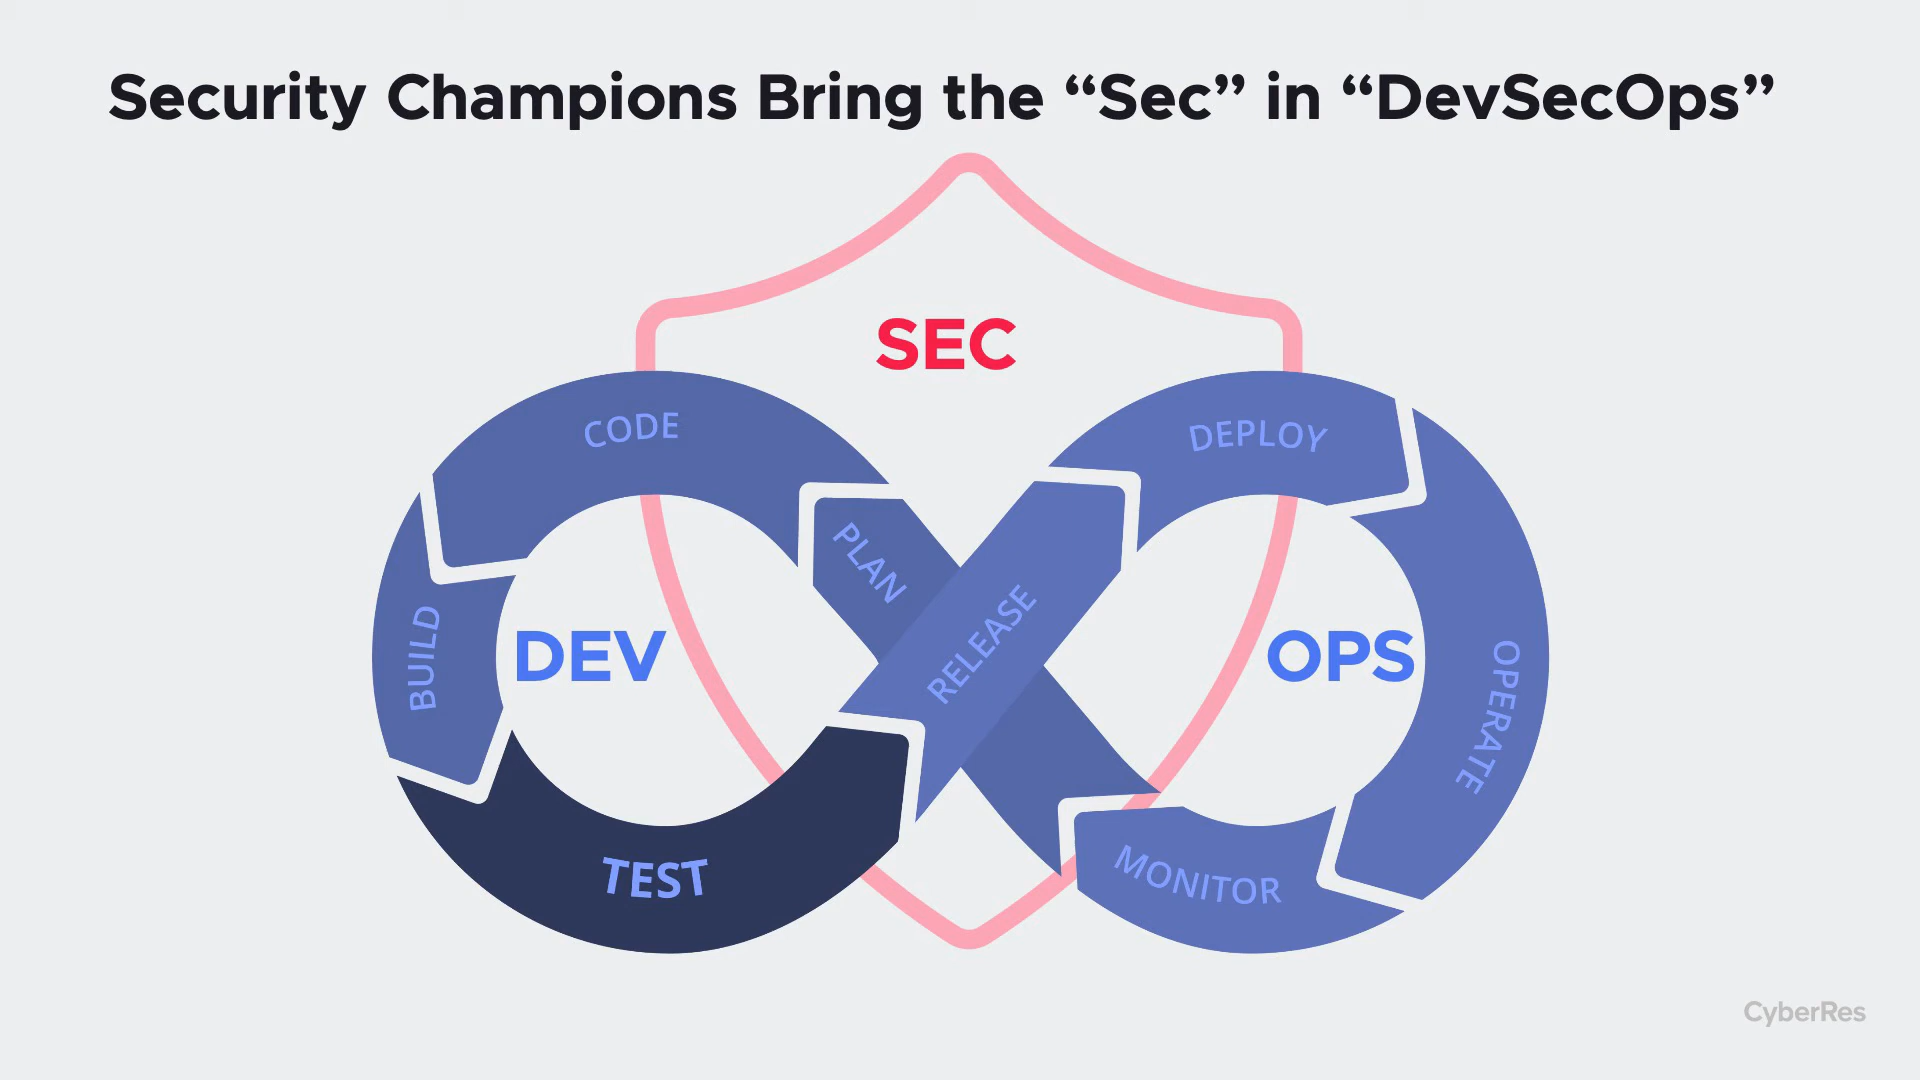 Security Champions Bring the “Sec” in “DevSecOps”
SEC
CODE
DEPLOY
PLAN
RELEASE
BUILD
DEV
OPS
OPERATE
TEST
MONITOR
CyberRes